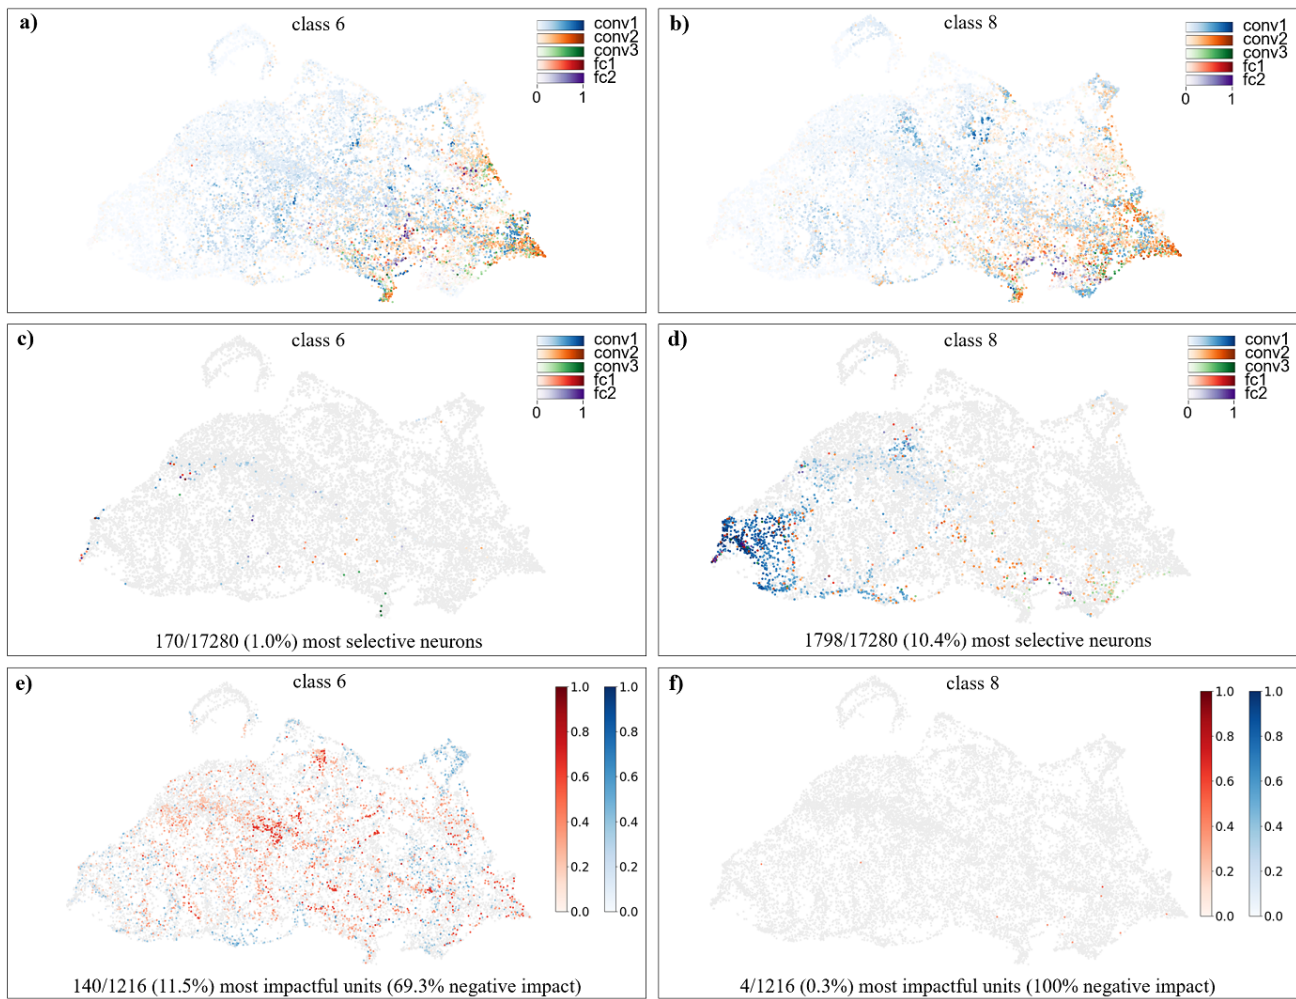 a)
class 6
conv1
conv2
conv3
fc1
fc2
0 1
b)
class 8
conv1
conv2
conv3
fc1
fc2
0 1
c)
class 6
conv1
conv2
conv3
fc1
fc2
0 1
170/17280 (1.0%) most selective neurons
d)
class 8
conv1
conv2
conv3
fc1
fc2
0 1
1798/17280 (10.4%) most selective neurons
e)
class 6
1.0 1.0
0.8 0.8
0.6 0.6
0.4 0.4
0.2 0.2
0.0 0.0
140/1216 (11.5%) most impactful units (69.3% negative impact)
f)
class 8
1.0 1.0
0.8 0.8
0.6 0.6
0.4 0.4
0.2 0.2
0.0 0.0
4/1216 (0.3%) most impactful units (100% negative impact)